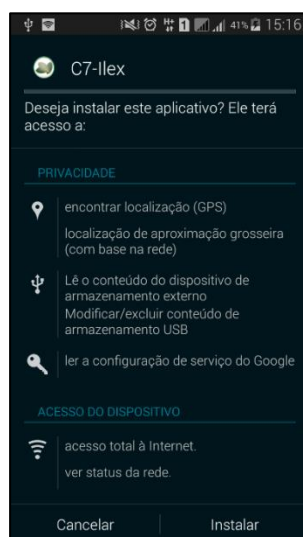 41% 15:16
C7-Ilex
Deseja instalar este aplicativo? Ele terá
acesso a:
PRIVACIDADE
encontrar localização (GPS)
localização de aproximação grosseira
(com base na rede)
Lê o conteúdo do dispositivo de
armazenamento externo
Modificar/excluir conteúdo de
armazenamento USB
ler a configuração de serviço do Google
ACESSO DO DISPOSITIVO
acesso total à Internet.
ver status da rede.
Cancelar Instalar